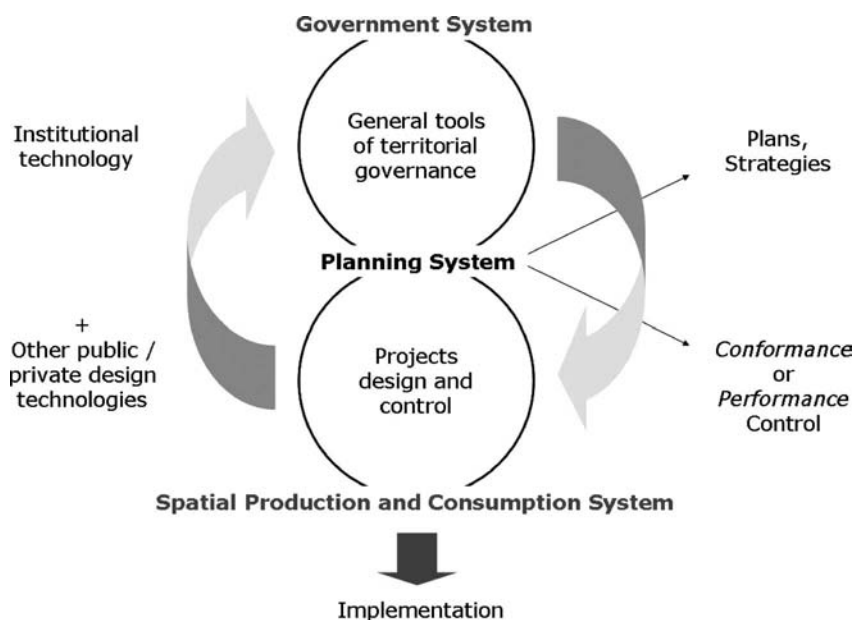 Government System
Institutional
technology
General tools
of territorial
governance
Plans,
Strategies
Planning System
+
Other public /
private design
technologies
Projects
design and
control
Conformance
or
Performance
Control
Spatial Production and Consumption System
Implementation